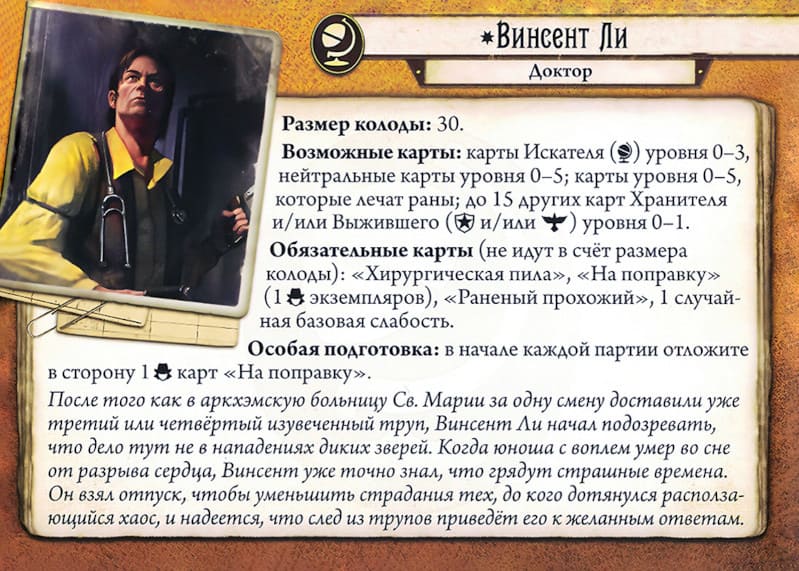 ✷Винсент Ли
Доктор
Размер колоды: 30.
Возможные карты: карты Искателя () уровня 0–3,
нейтральные карты уровня 0–5; карты уровня 0–5,
которые лечат раны; до 15 других карт Хранителя
и/или Выжившего ( и/или ) уровня 0–1.
Обязательные карты (не идут в счёт размера
колоды): «Хирургическая пила», «На поправку»
(1 экземпляров), «Раненый прохожий», 1 случай-
ная базовая слабость.
Особая подготовка: в начале каждой партии отложите
в сторону 1 карт «На поправку».
После того как в аркхэмскую больницу Св. Марии за одну смену доставили уже
третий или четвёртый изувеченный труп, Винсент Ли начал подозревать,
что дело тут не в нападениях диких зверей. Когда юноша с воплем умер во сне
от разрыва сердца, Винсент уже точно знал, что грядут страшные времена.
Он взял отпуск, чтобы уменьшить страдания тех, до кого дотянулся располза-
ющийся хаос, и надеется, что след из трупов приведёт его к желанным ответам.